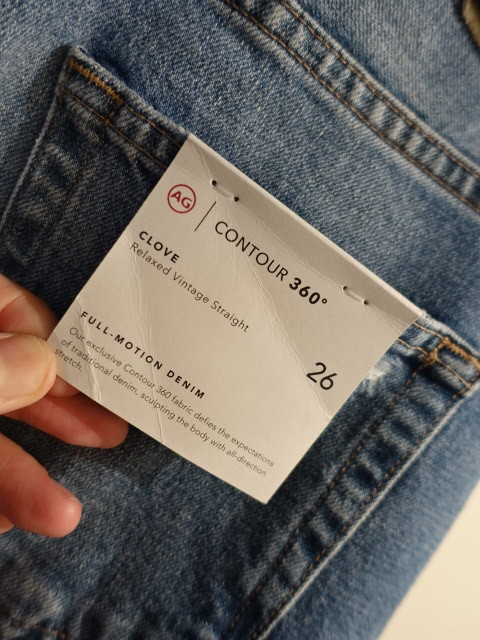 AG | CONTOUR 360°
CLOVE
Relaxed Vintage Straight
26
FULL-MOTION DENIM
Our exclusive Contour 360 fabric defies the expectations
of traditional denim, sculpting the body with all-direction
stretch.